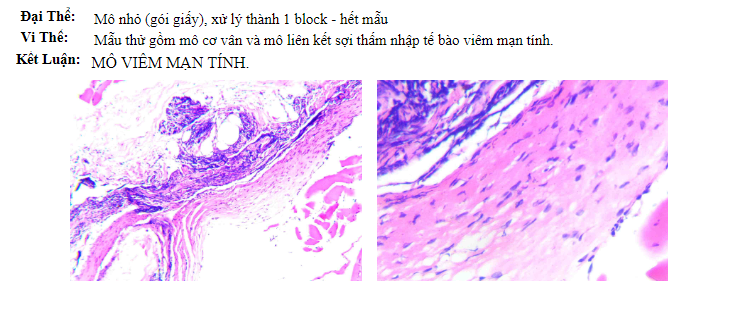 Đại Thể: Mô nhỏ (gói giấy), xử lý thành 1 block - hết mẫu
Vi Thể: Mẫu thử gồm mô cơ vân và mô liên kết sợi thấm nhập tế bào viêm mạn tính.
Kết Luận: MÔ VIÊM MẠN TÍNH.